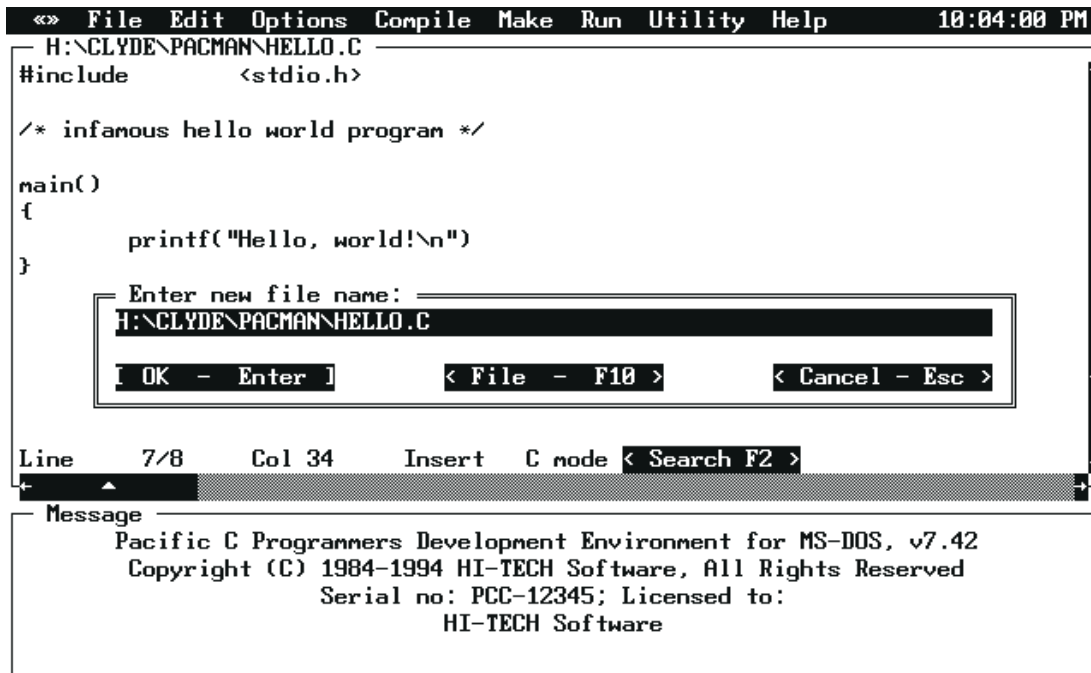 «» File Edit Options Compile Make Run Utility Help 10:04:00 PM
H:\CLYDE\PACMAN\HELLO.C
#include <stdio.h>
/* infamous hello world program */
main()
{
printf("Hello, world!\n")
}
Enter new file name:
H:\CLYDE\PACMAN\HELLO.C
[ OK - Enter ] < File - F10 > < Cancel - Esc >
Line 7/8 Col 34 Insert C mode < Search F2 >
Message
Pacific C Programmers Development Environment for MS-DOS, v7.42
Copyright (C) 1984-1994 HI-TECH Software, All Rights Reserved
Serial no: PCC-12345; Licensed to:
HI-TECH Software